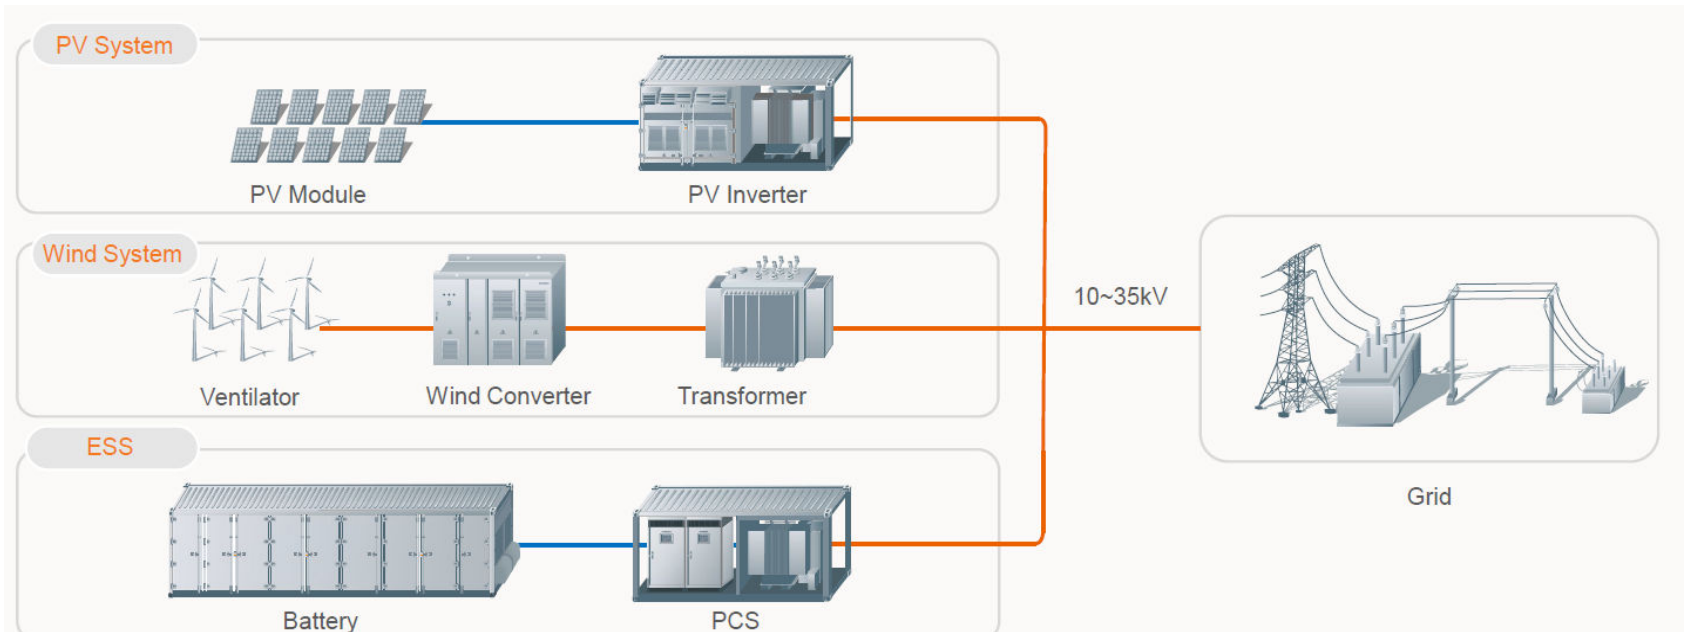 PV System
PV Module
PV Inverter
Wind System
10~35kV
Ventilator
Wind Converter
Transformer
ESS
Grid
Battery
PCS